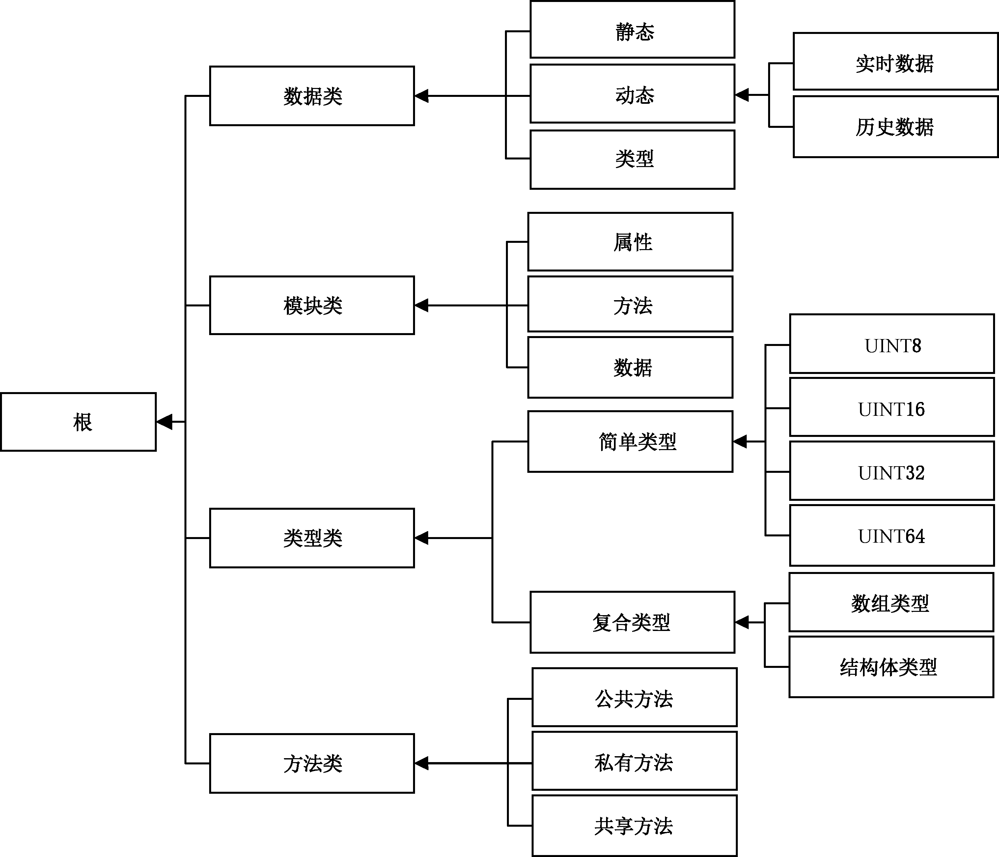 根
数据类
静态
动态
实时数据
历史数据
类型
模块类
属性
方法
数据
类型类
简单类型
UINT8
UINT16
UINT32
UINT64
复合类型
数组类型
结构体类型
方法类
公共方法
私有方法
共享方法